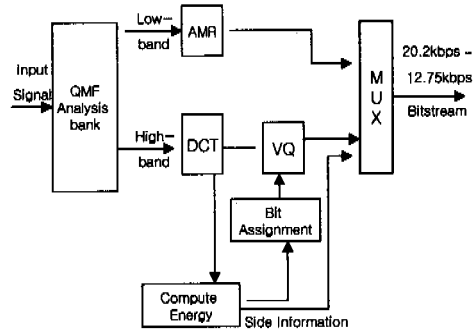 Input
Signal
QMF
Analysis
bank
Low-
band
AMR
High-
band
DCT
VQ
Bit
Assignment
Compute
Energy
Side Information
M
U
X
20.2kbps -
12.75kbps
Bitstream